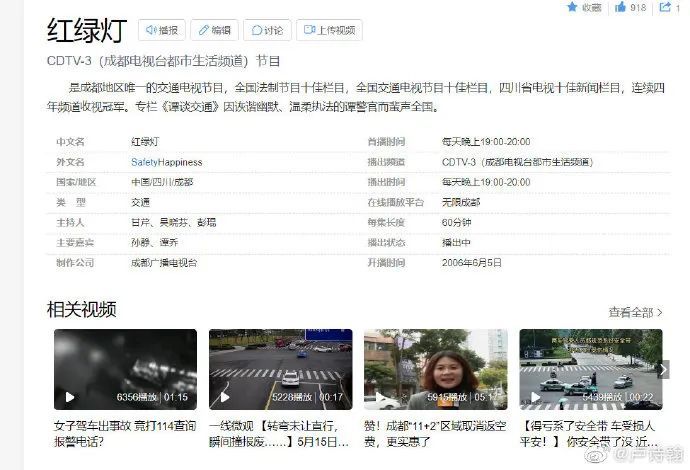 收藏 918 1
红绿灯 播报 编辑 讨论 上传视频
CDTV-3（成都电视台都市生活频道）节目
是成都地区唯一的交通电视节目，全国法制节目十佳栏目，全国交通电视节目十佳栏目，四川省电视十佳新闻栏目，连续四
年频道收视冠军。专栏《谭谈交通》因诙谐幽默、温柔执法的谭警官而蜚声全国。
中文名 红绿灯 首播时间 每天晚上19:00-20:00
外文名 SafetyHappiness 播出频道 CDTV-3（成都电视台都市生活频道）
国家/地区 中国/四川/成都 播出时间 每天晚上19:00-20:00
类 型 交通 在线播放平台 无限成都
主持人 甘芹、吴晓芬、彭琨 每集长度 60分钟
主要嘉宾 孙静、谭乔 播出状态 播出中
制作公司 成都广播电视台 开播时间 2006年6月5日
相关视频 查看全部 >
6356播放 01:15
5228播放 00:17
5915播放 05:17
5439播放 00:22
女子驾车出事故 竟打114查询
报警电话？
一线微观 【转弯未让直行，
瞬间撞报废……】5月15日…
赞！成都“11+2”区域取消返空
费，更实惠了
【得亏系了安全带 车受损人
平安！】 你安全带了没 近…
@卢诗翰